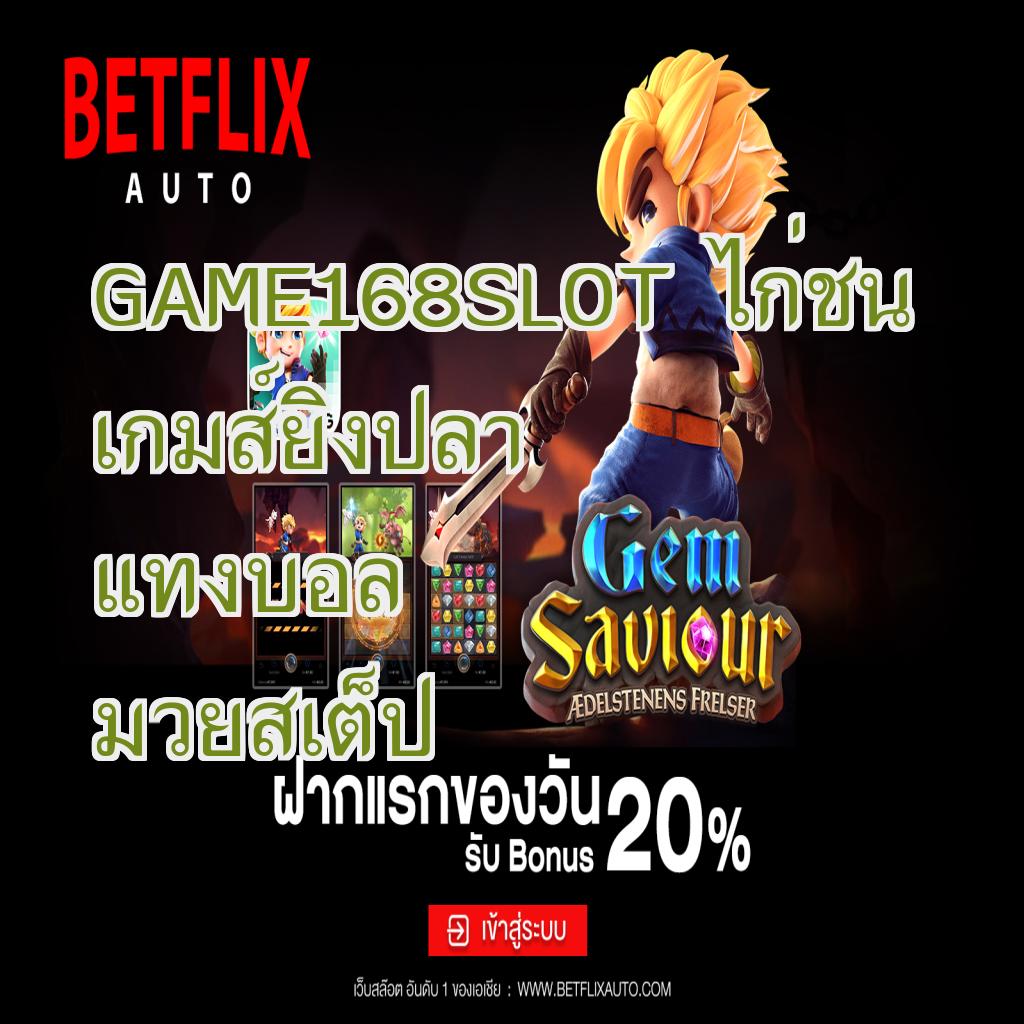 BETFLIX
AUTO
GAME168SLOT ไก่ชน
เกมส์ยิงปลา
แทงบอล
มวยสเต็ป
Gem
Saviour
ÆDELSTENENS FRELSER
ฝากแรกของวัน
รับ Bonus 20%
เข้าสู่ระบบ
เว็บสล๊อต อันดับ 1 ของเอเชีย : WWW.BETFLIXAUTO.COM